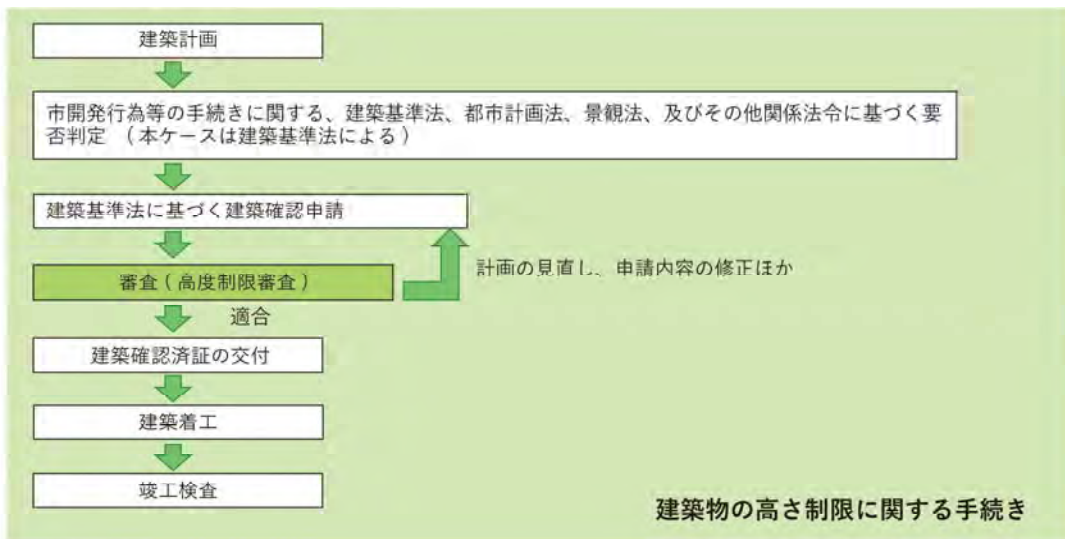 建築計画
市開発行為等の手続きに関する、建築基準法、都市計画法、景観法、及びその他関係法令に基づく要
否判定 （本ケースは建築基準法による）
建築基準法に基づく建築確認申請
計画の見直し、申請内容の修正ほか
審査（高度制限審査）
適合
建築確認済証の交付
建築着工
竣工検査
建築物の高さ制限に関する手続き